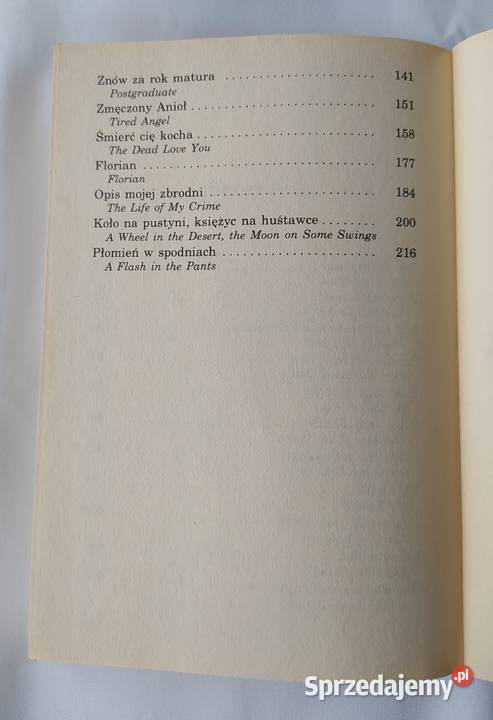 Znów za rok matura ........................ 141
Postgraduate
Zmęczony Anioł ............................ 151
Tired Angel
Śmierć cię kocha ........................... 158
The Dead Love You
Florian .................................... 177
Florian
Opis mojej zbrodni ......................... 184
The Life of My Crime
Koło na pustyni, księżyc na huśtawce ........ 200
A Wheel in the Desert, the Moon on Some Swings
Płomień w spodniach ....................... 216
A Flash in the Pants
Sprzedajemy.pl